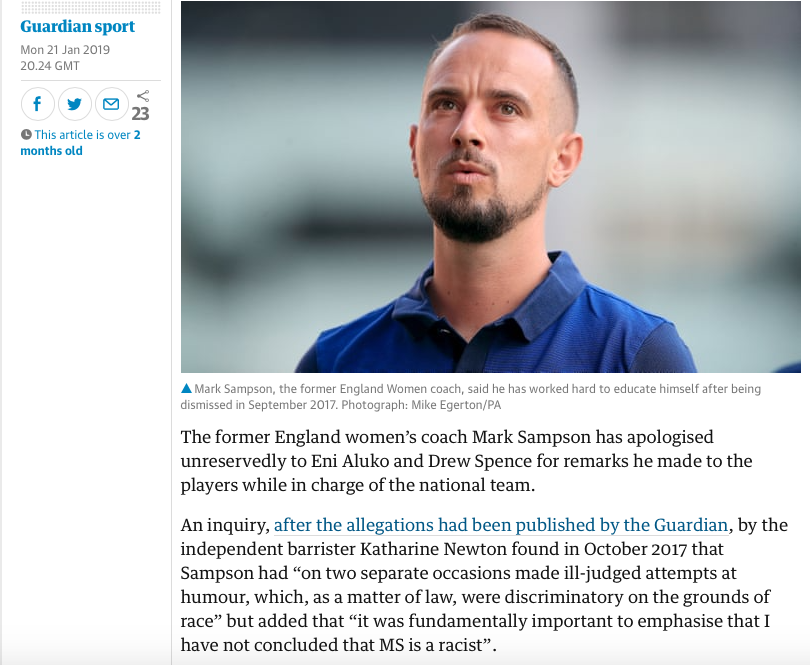 Guardian sport
Mon 21 Jan 2019
20.24 GMT
23
This article is over 2
months old
Mark Sampson, the former England Women coach, said he has worked hard to educate himself after being
dismissed in September 2017. Photograph: Mike Egerton/PA
The former England women’s coach Mark Sampson has apologised
unreservedly to Eni Aluko and Drew Spence for remarks he made to the
players while in charge of the national team.
An inquiry, after the allegations had been published by the Guardian, by the
independent barrister Katharine Newton found in October 2017 that
Sampson had “on two separate occasions made ill-judged attempts at
humour, which, as a matter of law, were discriminatory on the grounds of
race” but added that “it was fundamentally important to emphasise that I
have not concluded that MS is a racist”.